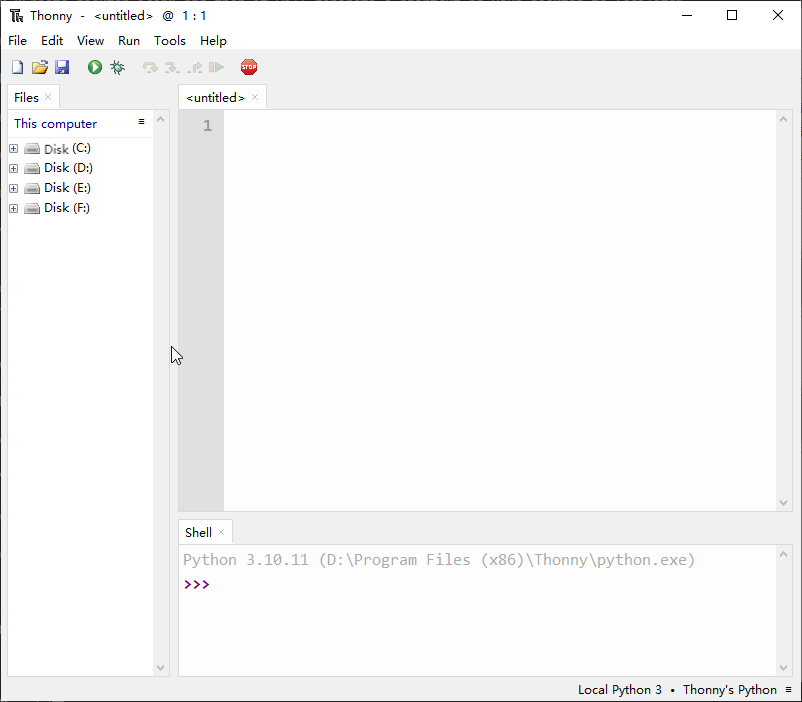 Thonny - <untitled> @ 1 : 1
File Edit View Run Tools Help
STOP
Files
<untitled>
This computer
1
Disk (C:)
Disk (D:)
Disk (E:)
Disk (F:)
Shell
Python 3.10.11 (D:\Program Files (x86)\Thonny\python.exe)
>>>
Local Python 3 • Thonny's Python